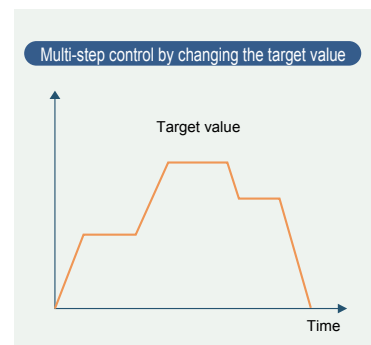 Multi-step control by changing the target value
Target value
Time